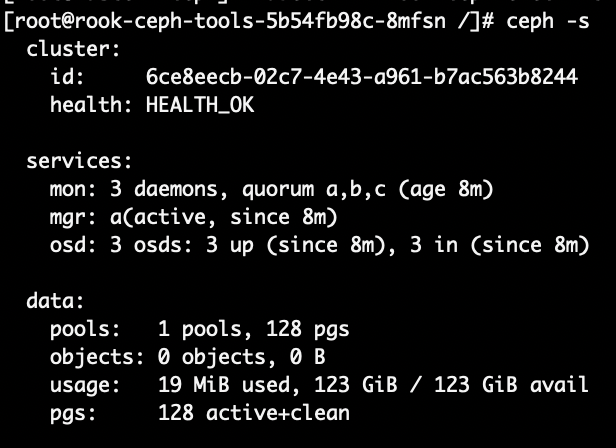 [root@rook-ceph-tools-5b54fb98c-8mfsn /]# ceph -s
  cluster:
    id:     6ce8eecb-02c7-4e43-a961-b7ac563b8244
    health: HEALTH_OK

  services:
    mon: 3 daemons, quorum a,b,c (age 8m)
    mgr: a(active, since 8m)
    osd: 3 osds: 3 up (since 8m), 3 in (since 8m)

  data:
    pools:   1 pools, 128 pgs
    objects: 0 objects, 0 B
    usage:   19 MiB used, 123 GiB / 123 GiB avail
    pgs:     128 active+clean